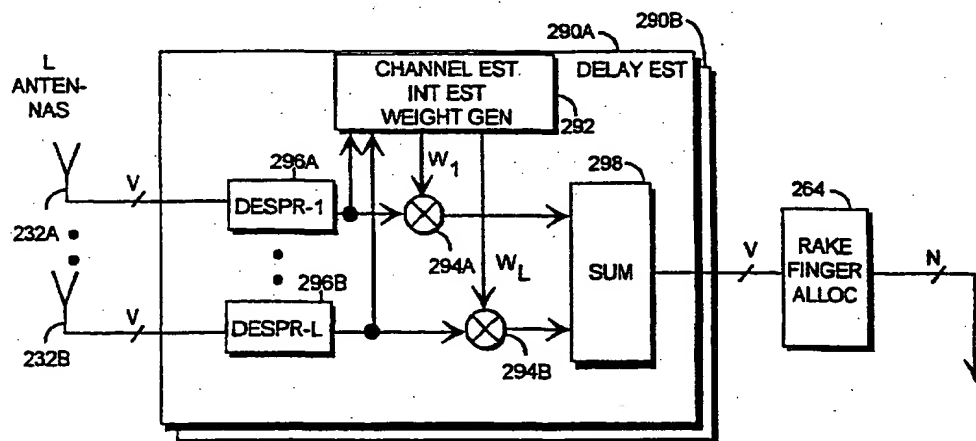 290A
290B
L
ANTEN-
NAS
CHANNEL EST.
INT EST
WEIGHT GEN
DELAY EST
292
296A
W1
298
264
V
DESPR-1
232A
294A
SUM
V
RAKE
FINGER
ALLOC
N
296B
WL
V
DESPR-L
232B
294B